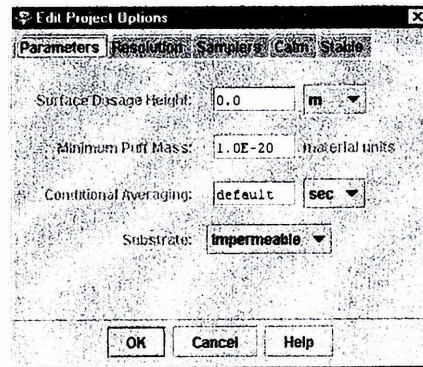 Edit Project Options
Parameters Resolution Samplers Calm Stable
Surface Dosage Height: 0.0 m
Minimum Puff Mass: 1.0E-20 material units
Conditional Averaging: default sec
Substrate: Impermeable
OK Cancel Help